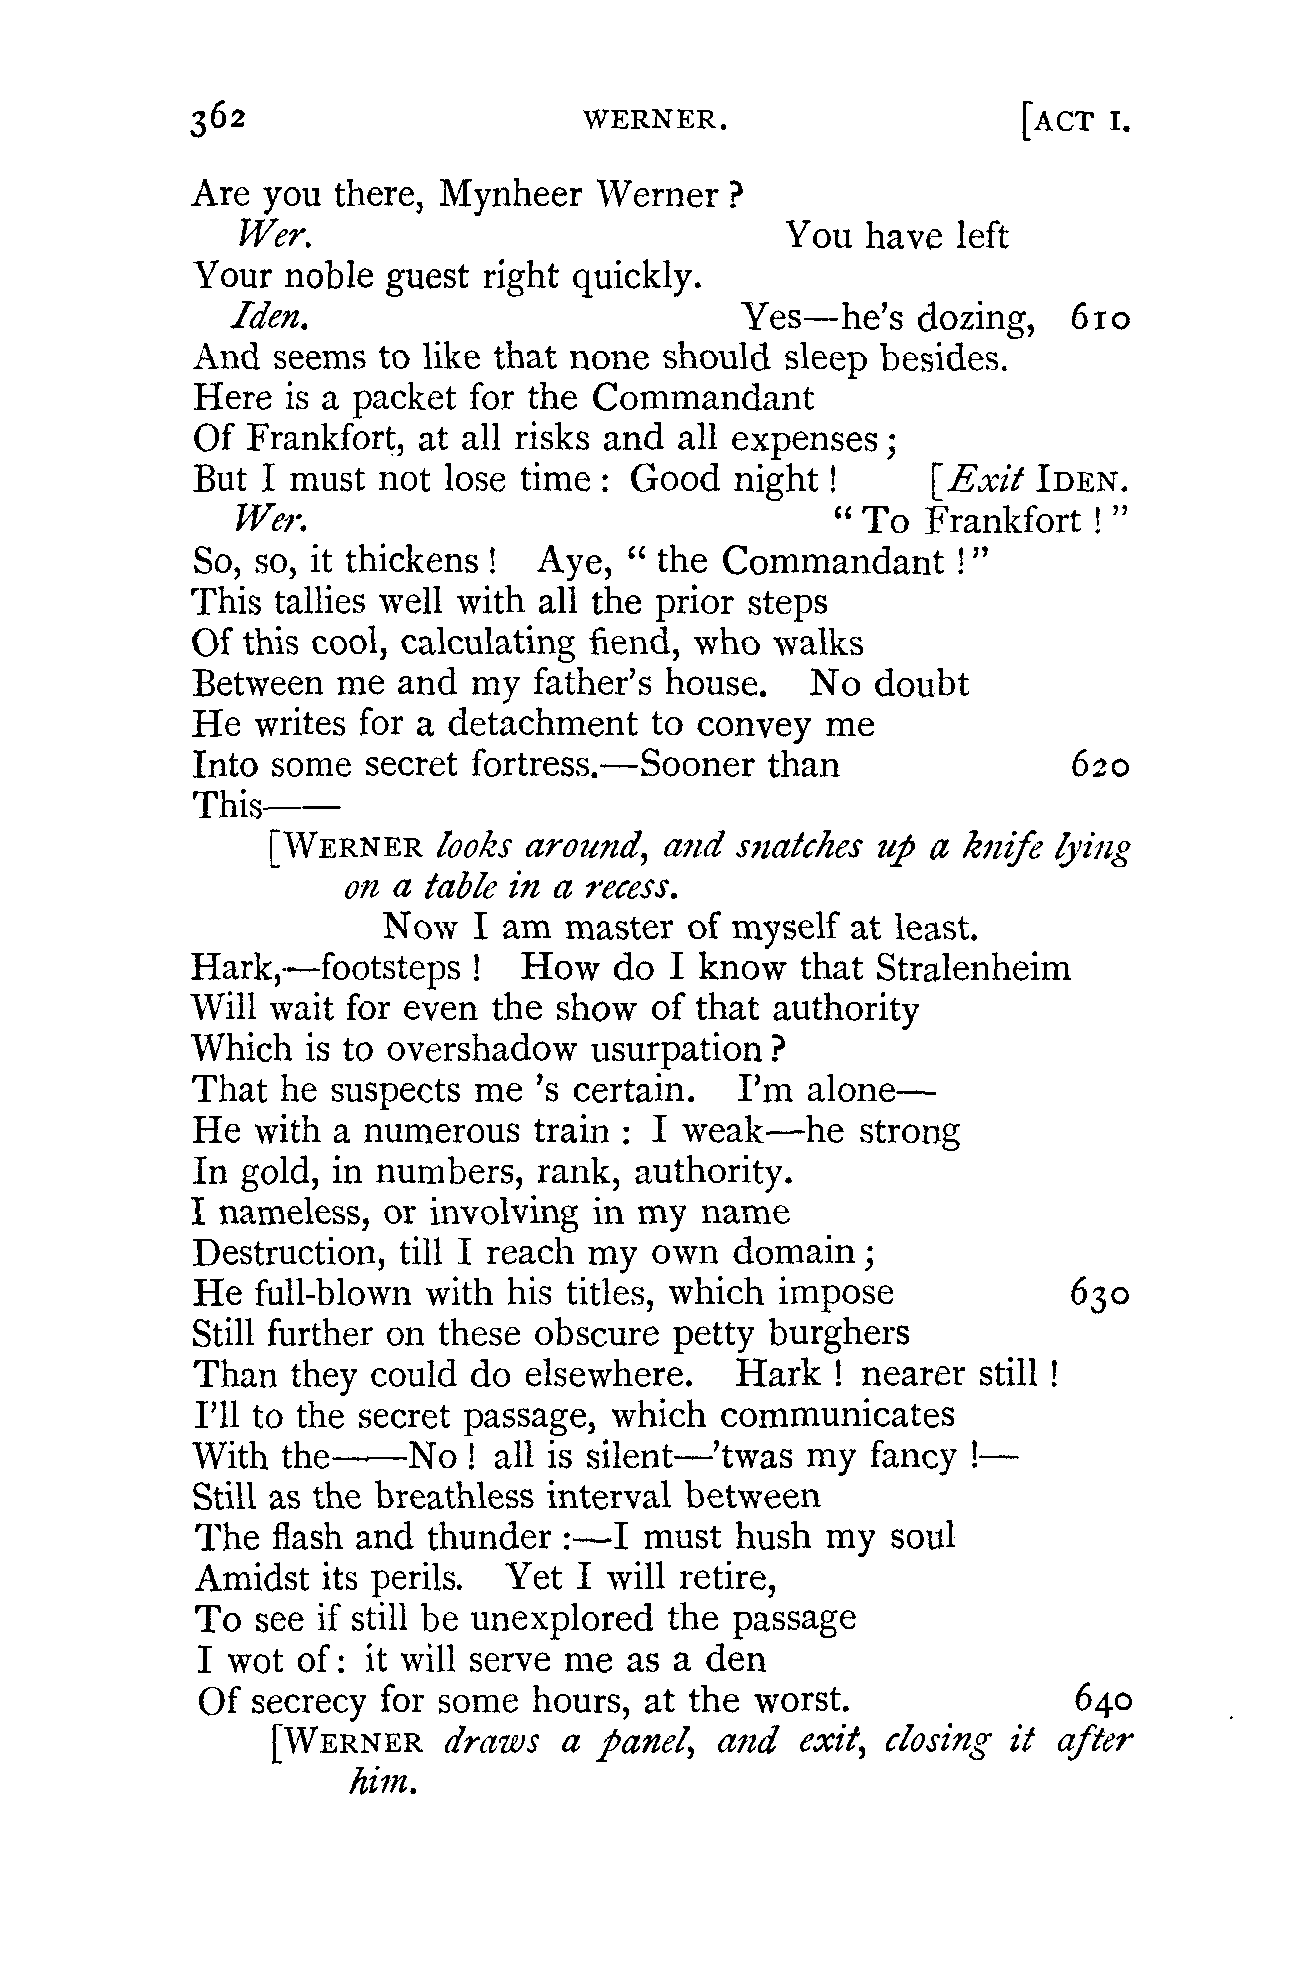 362 WERNER. [ACT I.
Are you there, Mynheer Werner?
Wer. You have left
Your noble guest right quickly.
Iden. Yes—he's dozing, 610
And seems to like that none should sleep besides.
Here is a packet for the Commandant
Of Frankfort, at all risks and all expenses;
But I must not lose time: Good night! [Exit IDEN.
Wer. "To Frankfort!"
So, so, it thickens! Aye, "the Commandant!"
This tallies well with all the prior steps
Of this cool, calculating fiend, who walks
Between me and my father's house. No doubt
He writes for a detachment to convey me
Into some secret fortress.—Sooner than 620
This——
[WERNER looks around, and snatches up a knife lying
on a table in a recess.
Now I am master of myself at least.
Hark,—footsteps! How do I know that Stralenheim
Will wait for even the show of that authority
Which is to overshadow usurpation?
That he suspects me 's certain. I'm alone—
He with a numerous train: I weak—he strong
In gold, in numbers, rank, authority.
I nameless, or involving in my name
Destruction, till I reach my own domain;
He full-blown with his titles, which impose 630
Still further on these obscure petty burghers
Than they could do elsewhere. Hark! nearer still!
I'll to the secret passage, which communicates
With the——No! all is silent—'twas my fancy!—
Still as the breathless interval between
The flash and thunder:—I must hush my soul
Amidst its perils. Yet I will retire,
To see if still be unexplored the passage
I wot of: it will serve me as a den
Of secrecy for some hours, at the worst. 640
[WERNER draws a panel, and exit, closing it after
him.